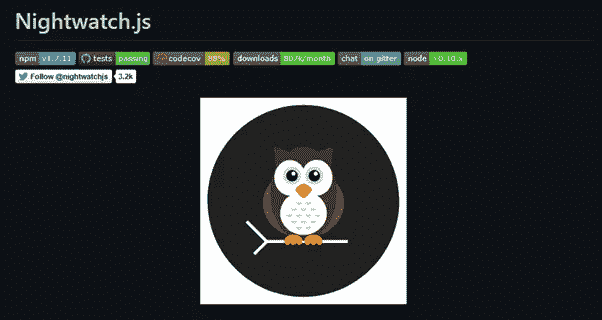 Nightwatch.js
npm v1.7.11 tests passing codecov 88% downloads 807k/month chat on gitter node >0.10.x
Follow @nightwatchjs 3.2k